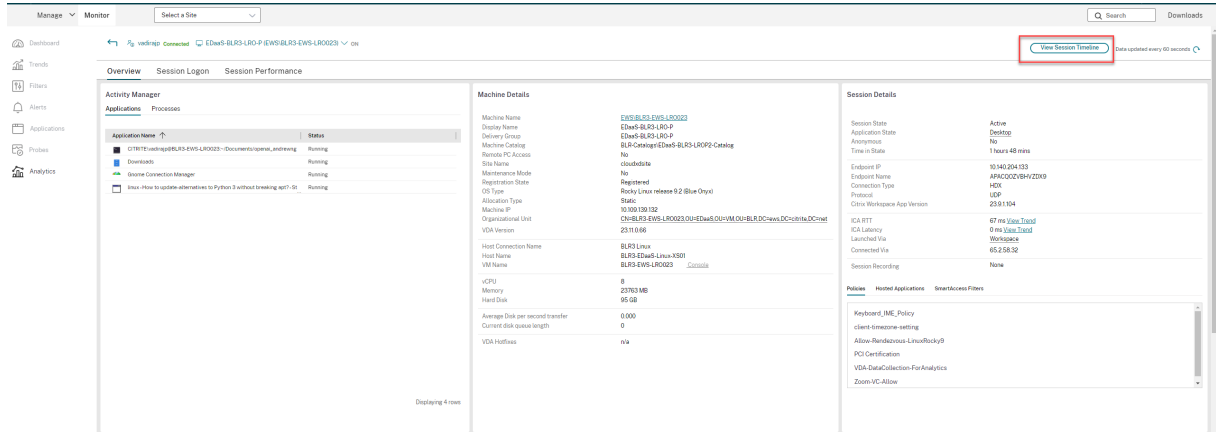 Manage Monitor Select a Site Search Downloads
Dashboard
Trends
Filters
Alerts
Applications
Probes
Analytics
vadirajp Connected EDaaS-BLR3-LRO-P (EWS\BLR3-EWS-LRO023) ON
View Session Timeline Data updated every 60 seconds
Overview Session Logon Session Performance
Activity Manager
Applications Processes
Application Name Status
CITRITE\vadirajp@BLR3-EWS-LRO023:~/Documents/openai_andrewng Running
Downloads Running
Gnome Connection Manager Running
linux - How to update-alternatives to Python 3 without breaking apt? - St Running
Displaying 4 rows
Machine Details
Machine Name EWS\BLR3-EWS-LRO023
Display Name EDaaS-BLR3-LRO-P
Delivery Group EDaaS-BLR3-LRO-P
Machine Catalog BLR-Catalogs\EDaaS-BLR3-LROP2-Catalog
Remote PC Access No
Site Name cloudxdsite
Maintenance Mode No
Registration State Registered
OS Type Rocky Linux release 9.2 (Blue Onyx)
Allocation Type Static
Machine IP 10.109.139.132
Organizational Unit CN=BLR3-EWS-LRO023,OU=EDaaS,OU=VM,OU=BLR,DC=ews,DC=citrite,DC=net
VDA Version 23.11.0.66
Host Connection Name BLR3 Linux
Host Name BLR3-EDaaS-Linux-XS01
VM Name BLR3-EWS-LRO023 Console
vCPU 8
Memory 23763 MB
Hard Disk 95 GB
Average Disk per second transfer 0.000
Current disk queue length 0
VDA Hotfixes n/a
Session Details
Session State Active
Application State Desktop
Anonymous No
Time in State 1 hours 48 mins
Endpoint IP 10.140.204.133
Endpoint Name APACQOZVBHVZDX9
Connection Type HDX
Protocol UDP
Citrix Workspace App Version 23.9.1.104
ICA RTT 67 ms View Trend
ICA Latency 0 ms View Trend
Launched Via Workspace
Connected Via 65.2.58.32
Session Recording None
Policies Hosted Applications SmartAccess Filters
Keyboard_IME_Policy
client-timezone-setting
Allow-Rendezvous-LinuxRocky9
PCI Certification
VDA-DataCollection-ForAnalytics
Zoom-VC-Allow